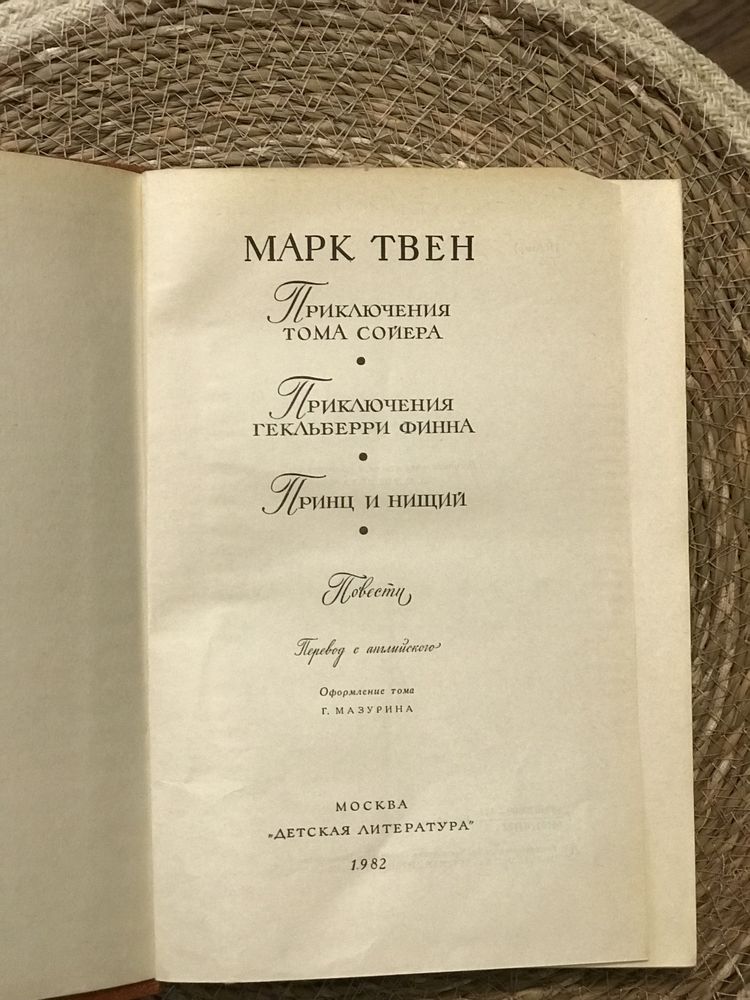 МАРК ТВЕН
Приключения
ТОМА СОЙЕРА
•
Приключения
ГЕКЛЬБЕРРИ ФИННА
•
Принц и нищий
•
Повести
Перевод с английского
Оформление тома
Г. МАЗУРИНА
МОСКВА
„ДЕТСКАЯ ЛИТЕРАТУРА"
1982